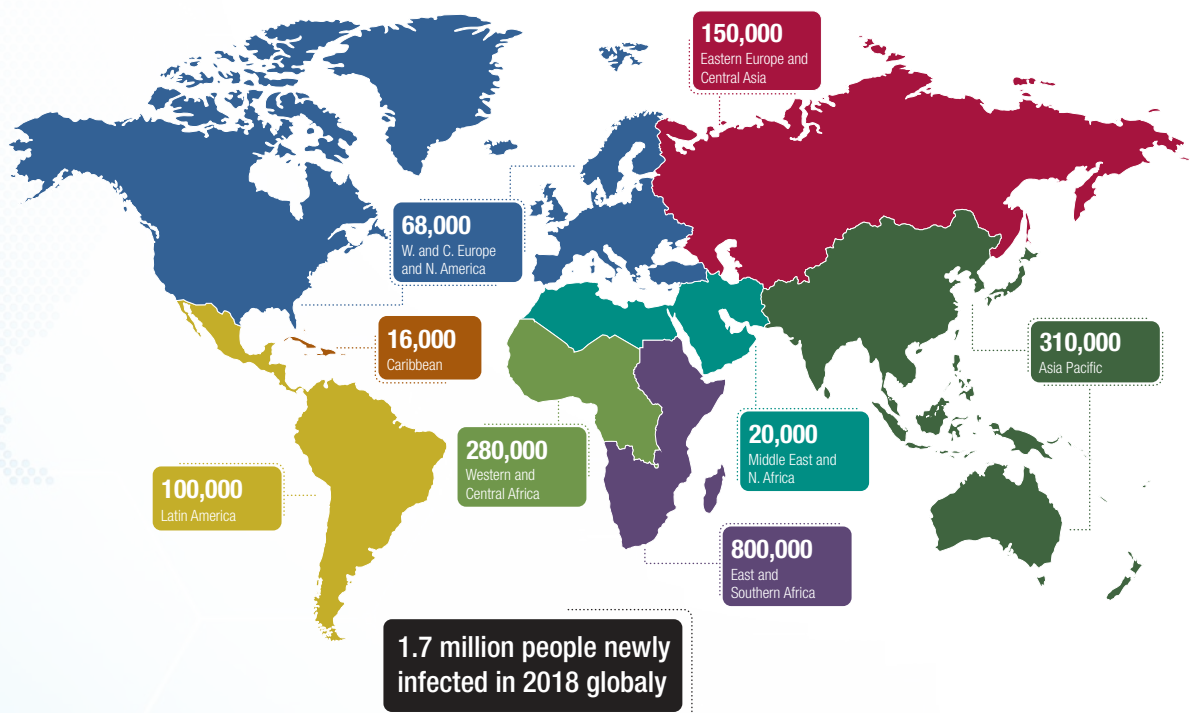 150,000
Eastern Europe and
Central Asia
68,000
W. and C. Europe
and N. America
16,000
Caribbean
310,000
Asia Pacific
280,000
Western and
Central Africa
20,000
Middle East and
N. Africa
100,000
Latin America
800,000
East and
Southern Africa
1.7 million people newly
infected in 2018 globaly